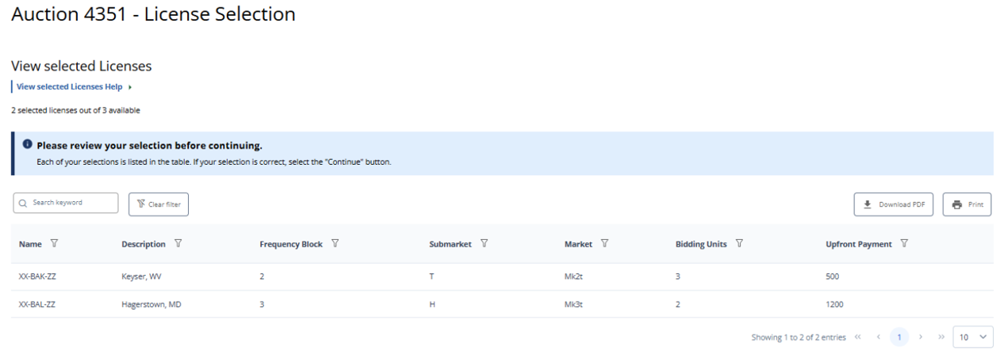 Auction 4351 - License Selection
View selected Licenses
View selected Licenses Help
2 selected licenses out of 3 available
Please review your selection before continuing.
Each of your selections is listed in the table. If your selection is correct, select the "Continue" button.
Search keyword Clear filter Download PDF Print
Name Description Frequency Block Submarket Market Bidding Units Upfront Payment
XX-BAK-ZZ Keyser, WV 2 T Mk2t 3 500
XX-BAL-ZZ Hagerstown, MD 3 H Mk3t 2 1200
Showing 1 to 2 of 2 entries « ‹ 1 › » 10